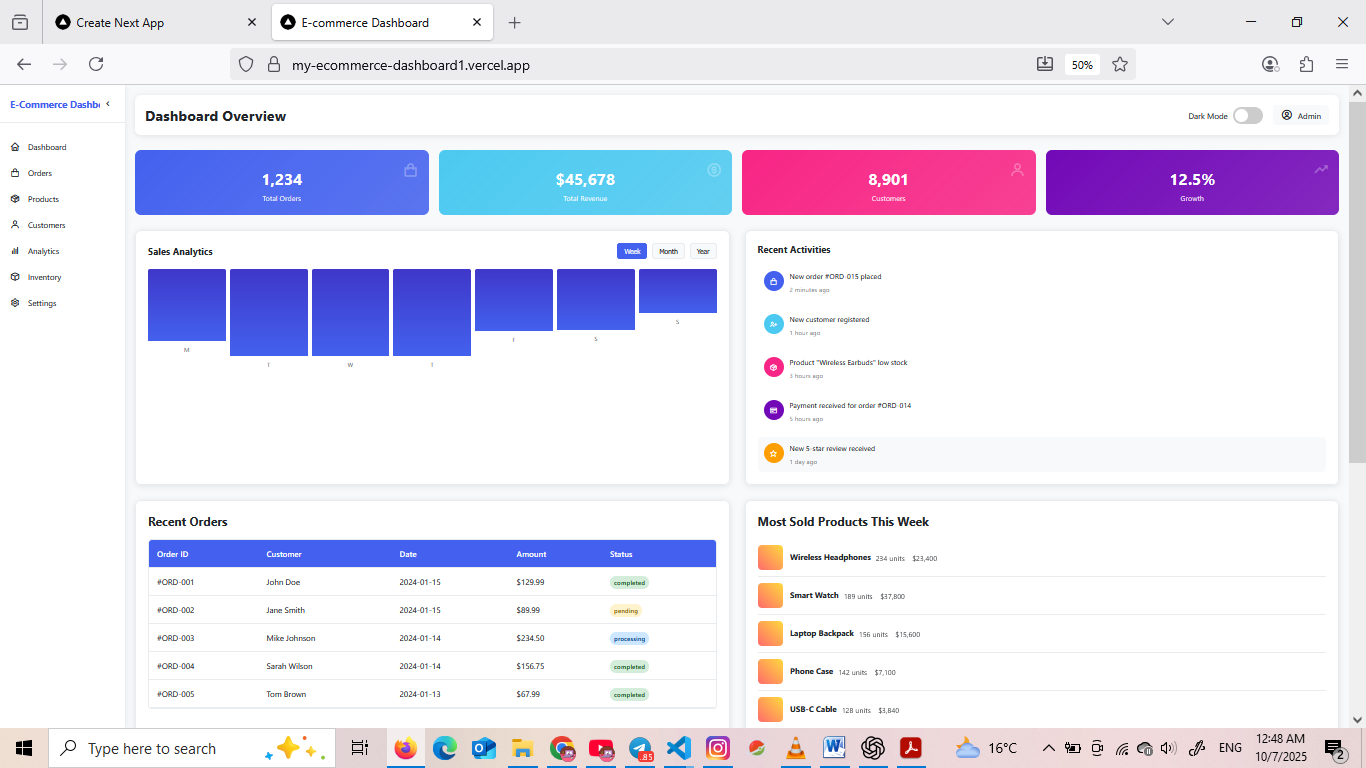 Create Next App
E-commerce Dashboard
my-ecommerce-dashboard1.vercel.app
50%
E-Commerce Dashb
Dashboard
Orders
Products
Customers
Analytics
Inventory
Settings
Dashboard Overview
Dark Mode
Admin
1,234
Total Orders
$45,678
Total Revenue
8,901
Customers
12.5%
Growth
Sales Analytics
Week Month Year
M T W T F S S
Recent Activities
New order #ORD-015 placed
2 minutes ago
New customer registered
1 hour ago
Product "Wireless Earbuds" low stock
3 hours ago
Payment received for order #ORD-014
5 hours ago
New 5-star review received
1 day ago
Recent Orders
Order ID Customer Date Amount Status
#ORD-001 John Doe 2024-01-15 $129.99 completed
#ORD-002 Jane Smith 2024-01-15 $89.99 pending
#ORD-003 Mike Johnson 2024-01-14 $234.50 processing
#ORD-004 Sarah Wilson 2024-01-14 $156.75 completed
#ORD-005 Tom Brown 2024-01-13 $67.99 completed
Most Sold Products This Week
Wireless Headphones 234 units $23,400
Smart Watch 189 units $37,800
Laptop Backpack 156 units $15,600
Phone Case 142 units $7,100
USB-C Cable 128 units $3,840
Type here to search
.85
16°C
ENG
12:48 AM
10/7/2025
2